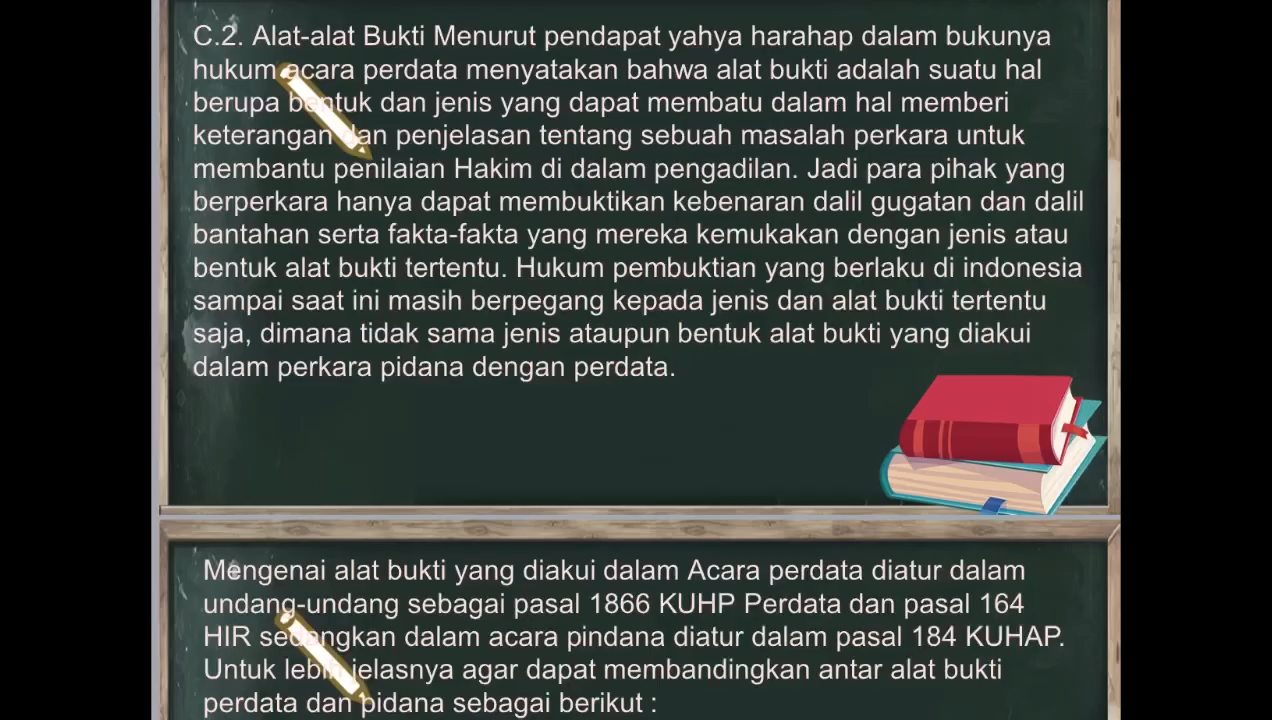 C.2. Alat-alat Bukti Menurut pendapat yahya harahap dalam bukunya
hukum acara perdata menyatakan bahwa alat bukti adalah suatu hal
berupa bentuk dan jenis yang dapat membatu dalam hal memberi
keterangan dan penjelasan tentang sebuah masalah perkara untuk
membantu penilaian Hakim di dalam pengadilan. Jadi para pihak yang
berperkara hanya dapat membuktikan kebenaran dalil gugatan dan dalil
bantahan serta fakta-fakta yang mereka kemukakan dengan jenis atau
bentuk alat bukti tertentu. Hukum pembuktian yang berlaku di indonesia
sampai saat ini masih berpegang kepada jenis dan alat bukti tertentu
saja, dimana tidak sama jenis ataupun bentuk alat bukti yang diakui
dalam perkara pidana dengan perdata.
Mengenai alat bukti yang diakui dalam Acara perdata diatur dalam
undang-undang sebagai pasal 1866 KUHP Perdata dan pasal 164
HIR sedangkan dalam acara pindana diatur dalam pasal 184 KUHAP.
Untuk lebih jelasnya agar dapat membandingkan antar alat bukti
perdata dan pidana sebagai berikut :